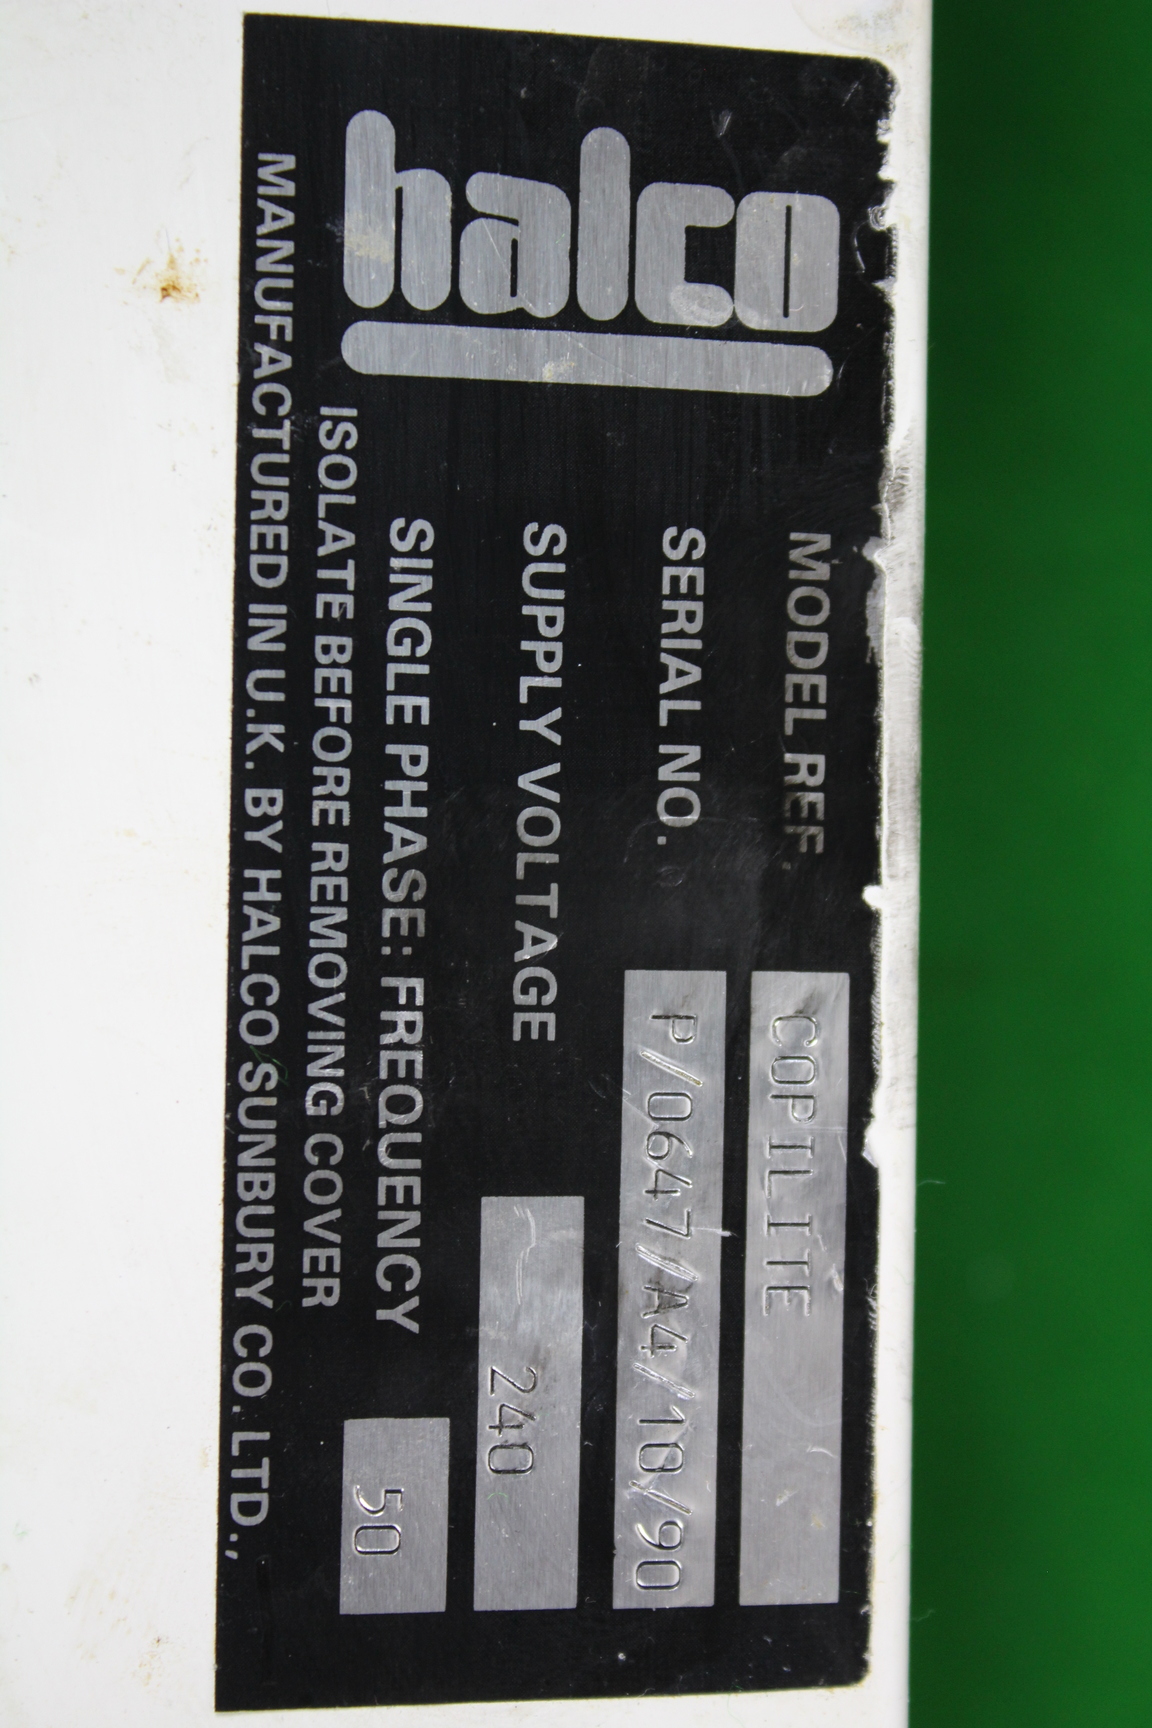 halco
MODEL REF. COPILITE
SERIAL NO. P/0647/A4/10/90
SUPPLY VOLTAGE 240
SINGLE PHASE: FREQUENCY 50
ISOLATE BEFORE REMOVING COVER
MANUFACTURED IN U.K. BY HALCO SUNBURY CO. LTD.,